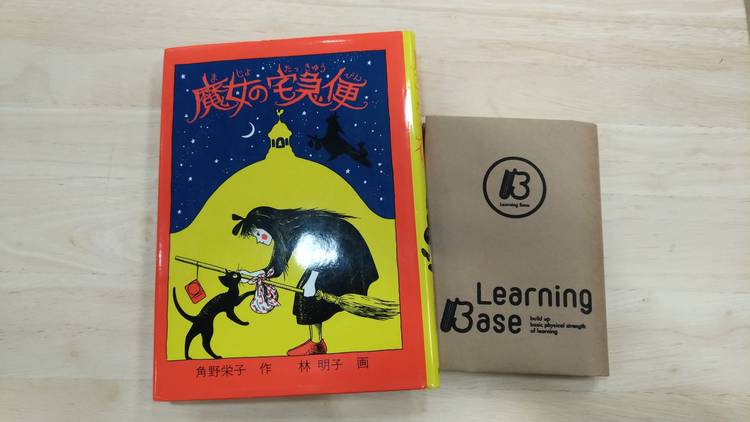 まじょ たっきゅうびん
魔女の宅急便
角野栄子 作 林 明子 画
B
Learning Base
Learning
Base
build up
basic physical strength
of learning